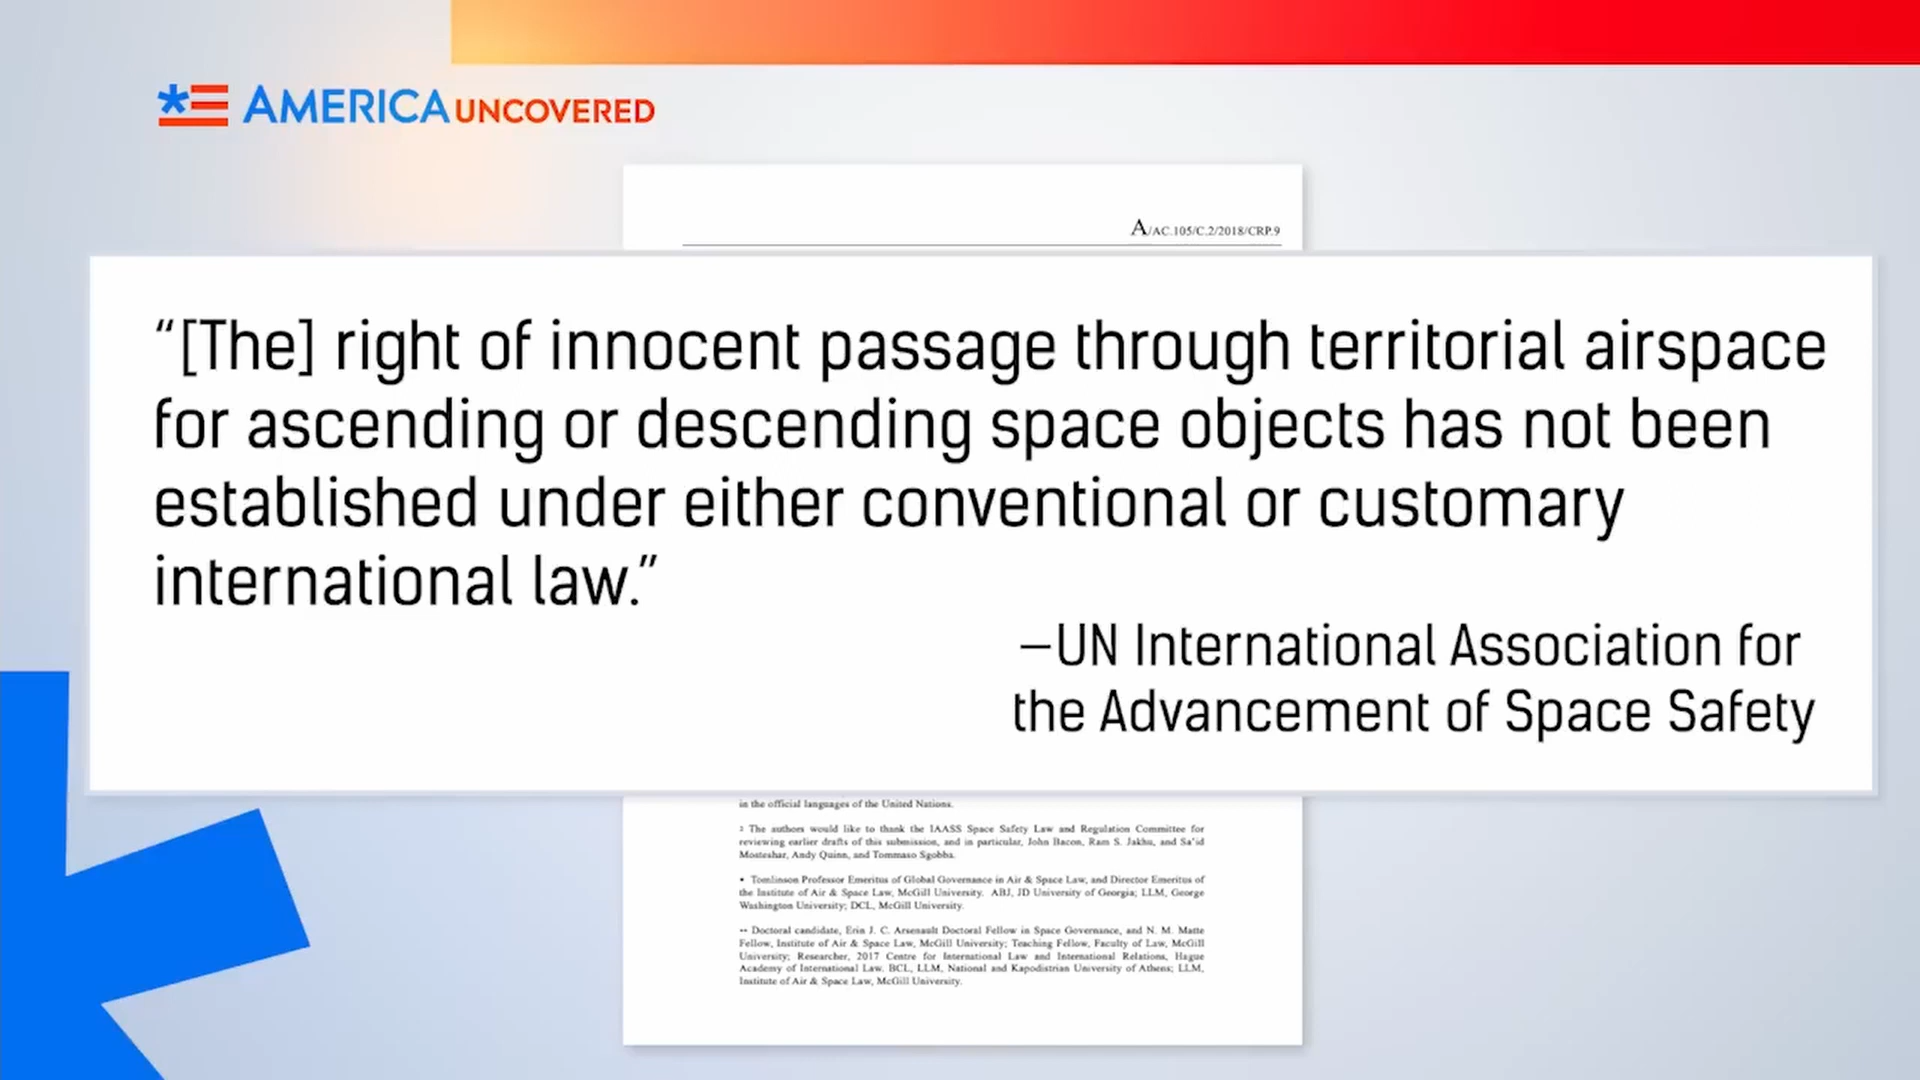 AMERICA UNCOVERED
A/AC.105/C.2/2018/CRP.9
“[The] right of innocent passage through territorial airspace
for ascending or descending space objects has not been
established under either conventional or customary
international law.”
—UN International Association for
the Advancement of Space Safety
in the official languages of the United Nations.
2 The authors would like to thank the IAASS Space Safety Law and Regulation Committee for
reviewing earlier drafts of this submission, and in particular, John Bacon, Ram S. Jakhu, and Sa'id
Mosteshar, Andy Quinn, and Tommaso Sgobba.
* Tomlinson Professor Emeritus of Global Governance in Air & Space Law, and Director Emeritus of
the Institute of Air & Space Law, McGill University. ABJ, JD University of Georgia; LLM, George
Washington University; DCL, McGill University.
** Doctoral candidate, Erin J. C. Arsenault Doctoral Fellow in Space Governance, and N. M. Matte
Fellow, Institute of Air & Space Law, McGill University; Teaching Fellow, Faculty of Law, McGill
University; Researcher, 2017 Centre for International Law and International Relations, Hague
Academy of International Law. BCL, LLM, National and Kapodistrian University of Athens; LLM,
Institute of Air & Space Law, McGill University.